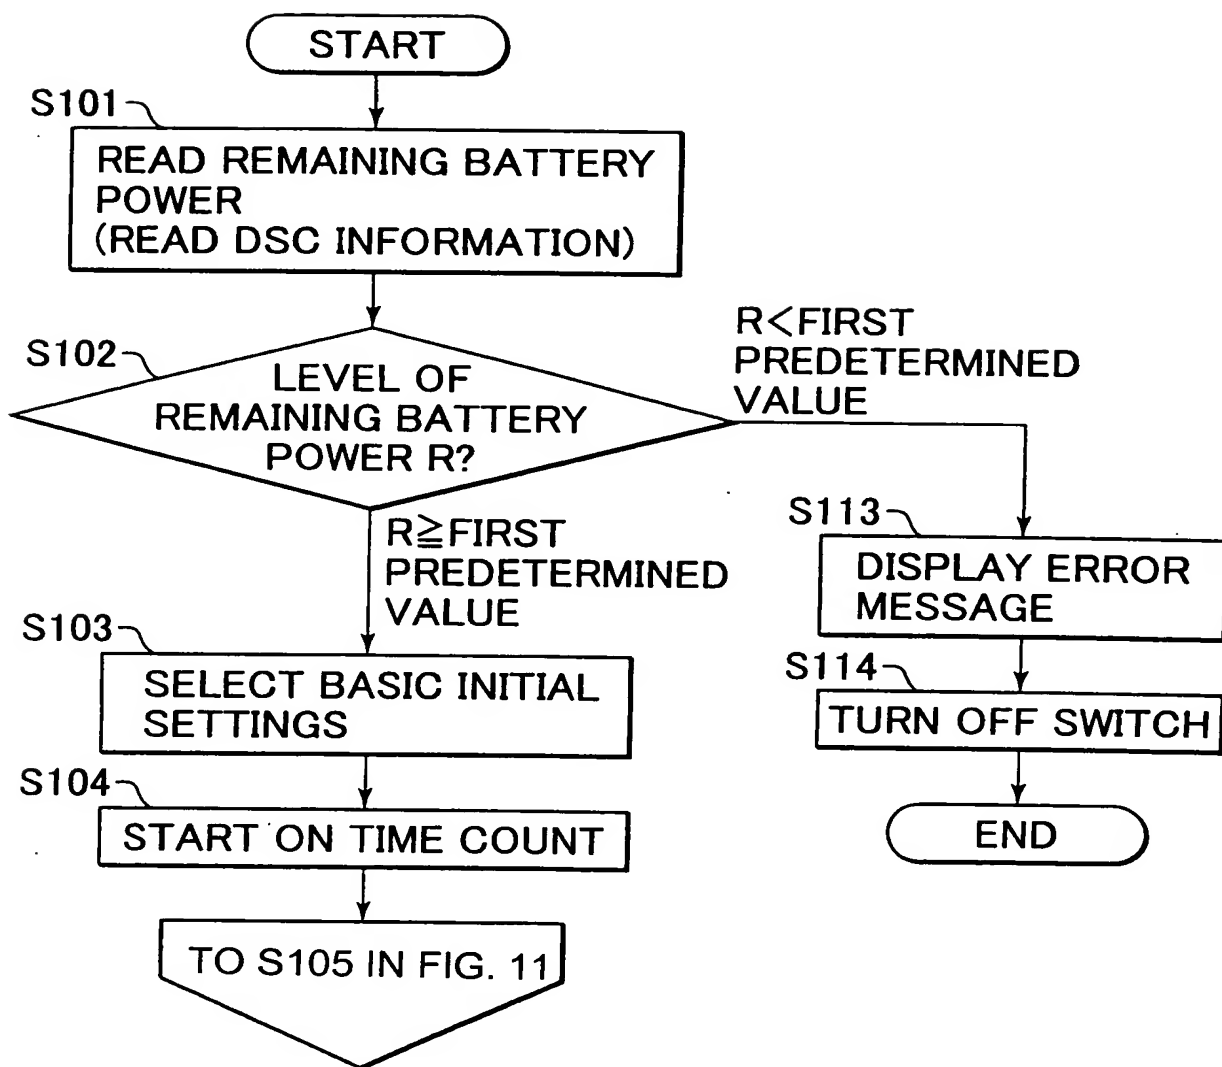 START
S101
READ REMAINING BATTERY
POWER
(READ DSC INFORMATION)
S102
LEVEL OF
REMAINING BATTERY
POWER R?
R<FIRST
PREDETERMINED
VALUE
R≧FIRST
PREDETERMINED
VALUE
S103
SELECT BASIC INITIAL
SETTINGS
S104
START ON TIME COUNT
TO S105 IN FIG. 11
S113
DISPLAY ERROR
MESSAGE
S114
TURN OFF SWITCH
END